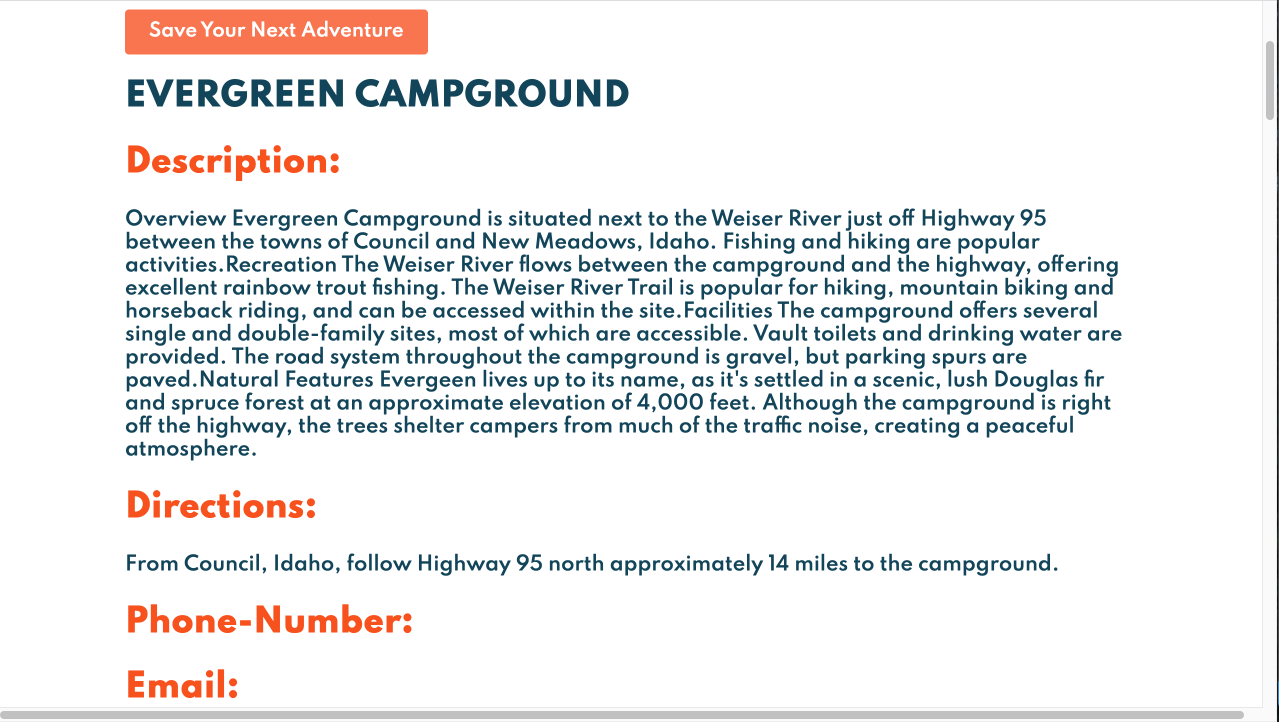 Save Your Next Adventure
EVERGREEN CAMPGROUND
Description:
Overview Evergreen Campground is situated next to the Weiser River just off Highway 95
between the towns of Council and New Meadows, Idaho. Fishing and hiking are popular
activities.Recreation The Weiser River flows between the campground and the highway, offering
excellent rainbow trout fishing. The Weiser River Trail is popular for hiking, mountain biking and
horseback riding, and can be accessed within the site.Facilities The campground offers several
single and double-family sites, most of which are accessible. Vault toilets and drinking water are
provided. The road system throughout the campground is gravel, but parking spurs are
paved.Natural Features Evergeen lives up to its name, as it's settled in a scenic, lush Douglas fir
and spruce forest at an approximate elevation of 4,000 feet. Although the campground is right
off the highway, the trees shelter campers from much of the traffic noise, creating a peaceful
atmosphere.
Directions:
From Council, Idaho, follow Highway 95 north approximately 14 miles to the campground.
Phone-Number:
Email: